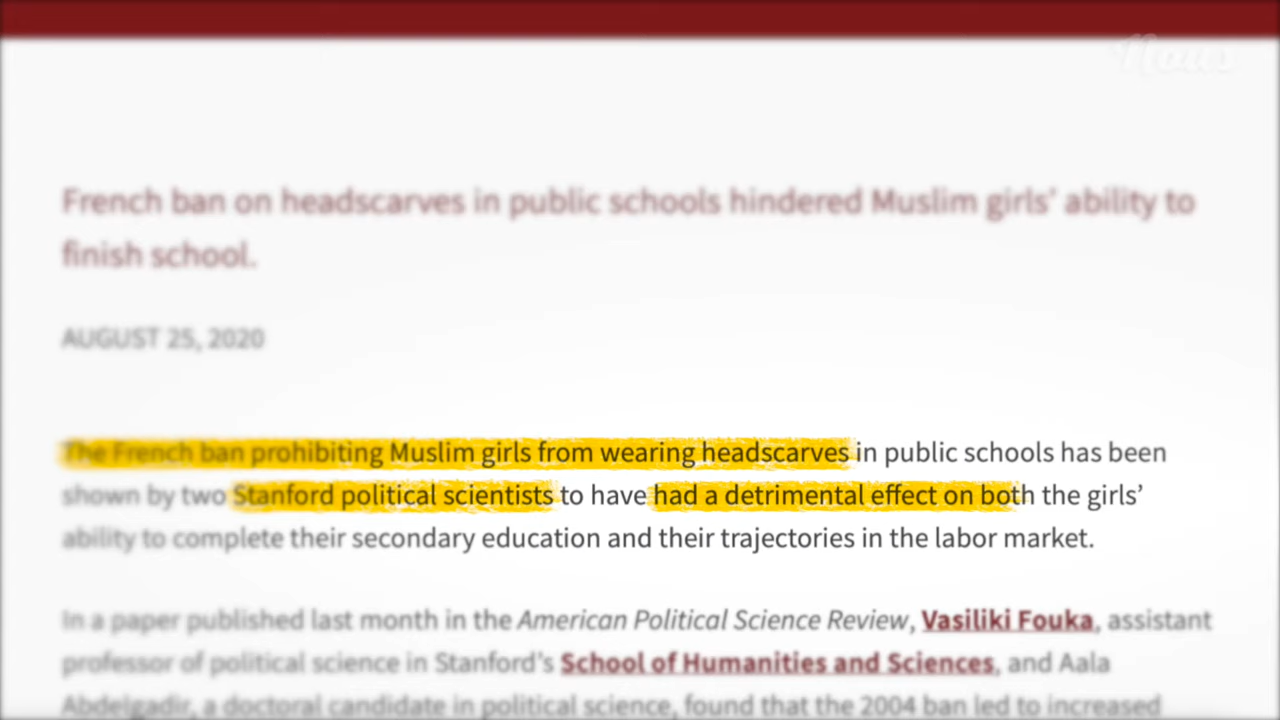 Nous
French ban on headscarves in public schools hindered Muslim girls' ability to
finish school.
AUGUST 25, 2020
The French ban prohibiting Muslim girls from wearing headscarves in public schools has been
shown by two Stanford political scientists to have had a detrimental effect on both the girls'
ability to complete their secondary education and their trajectories in the labor market.
In a paper published last month in the American Political Science Review, Vasiliki Fouka, assistant
professor of political science in Stanford's School of Humanities and Sciences, and Aala
Abdelgadir, a doctoral candidate in political science, found that the 2004 ban led to increased